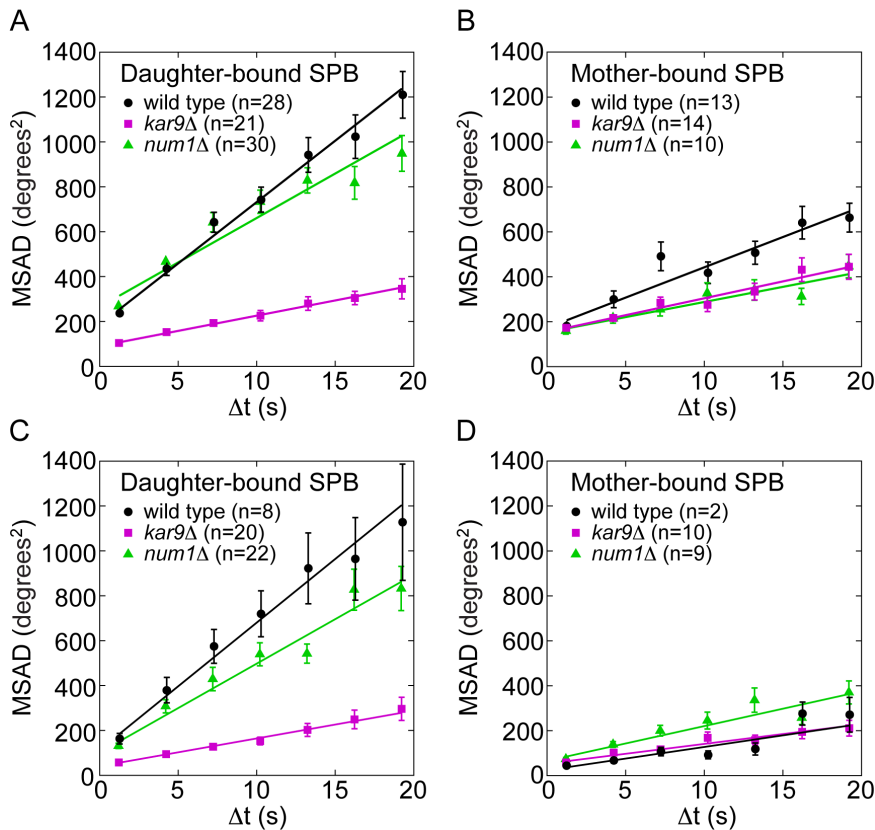 A
Daughter-bound SPB
wild type (n=28)
kar9Δ (n=21)
num1Δ (n=30)
MSAD (degrees²)
1400
1200
1000
800
600
400
200
0
0 5 10 15 20
Δt (s)
B
Mother-bound SPB
wild type (n=13)
kar9Δ (n=14)
num1Δ (n=10)
MSAD (degrees²)
1400
1200
1000
800
600
400
200
0
0 5 10 15 20
Δt (s)
C
Daughter-bound SPB
wild type (n=8)
kar9Δ (n=20)
num1Δ (n=22)
MSAD (degrees²)
1400
1200
1000
800
600
400
200
0
0 5 10 15 20
Δt (s)
D
Mother-bound SPB
wild type (n=2)
kar9Δ (n=10)
num1Δ (n=9)
MSAD (degrees²)
1400
1200
1000
800
600
400
200
0
0 5 10 15 20
Δt (s)